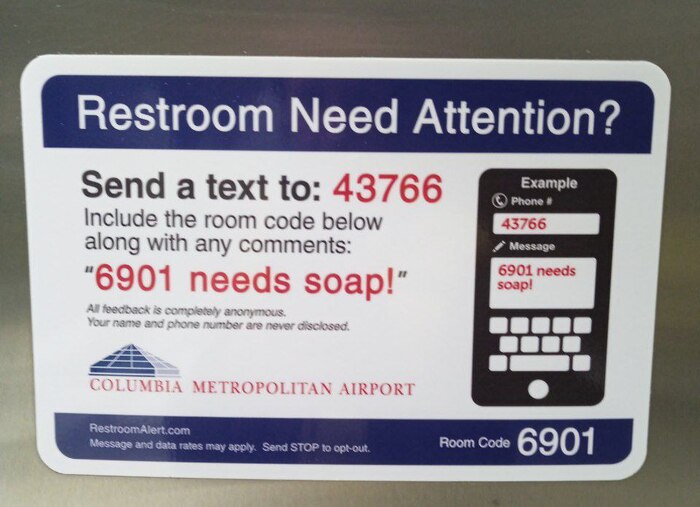 Restroom Need Attention?
Send a text to: 43766
Include the room code below
along with any comments:
"6901 needs soap!"
All feedback is completely anonymous.
Your name and phone number are never disclosed.
COLUMBIA METROPOLITAN AIRPORT
Example
Phone #
43766
Message
6901 needs
soap!
RestroomAlert.com
Message and data rates may apply. Send STOP to opt-out.
Room Code 6901